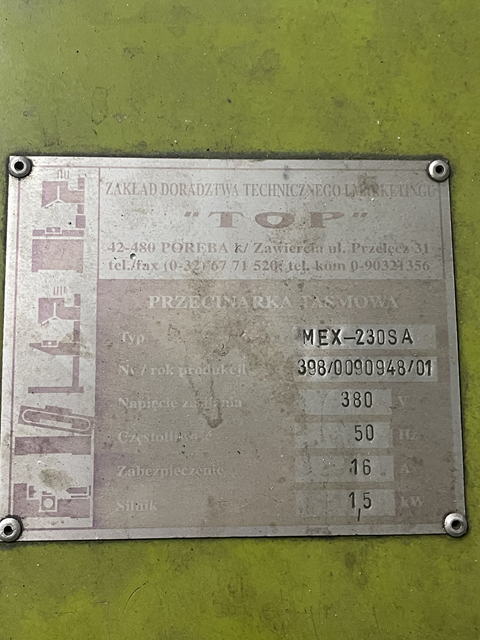 ZAKŁAD DORADZTWA TECHNICZNEGO I MARKETINGU
"TOP"
42-480 PORĘBA k/ Zawiercia ul. Przełęcz 31
tel./fax (0-32) 67 71 520, tel. kom 0-90321356
PRZECINARKA TAŚMOWA
Typ MEX-230SA
Nr / rok produkcji 398/0090948/01
Napięcie zasilania 380 V
Częstotliwość 50 Hz
Zabezpieczenie 16 A
Silnik 1,5 kW